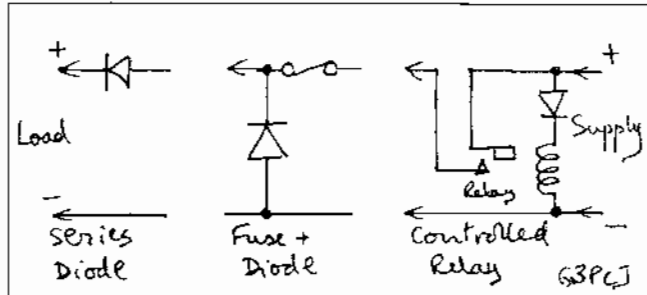 +
Load
-
Series
Diode
Fuse +
Diode
Relay
Controlled
Relay
+
Supply
-
G3PCJ